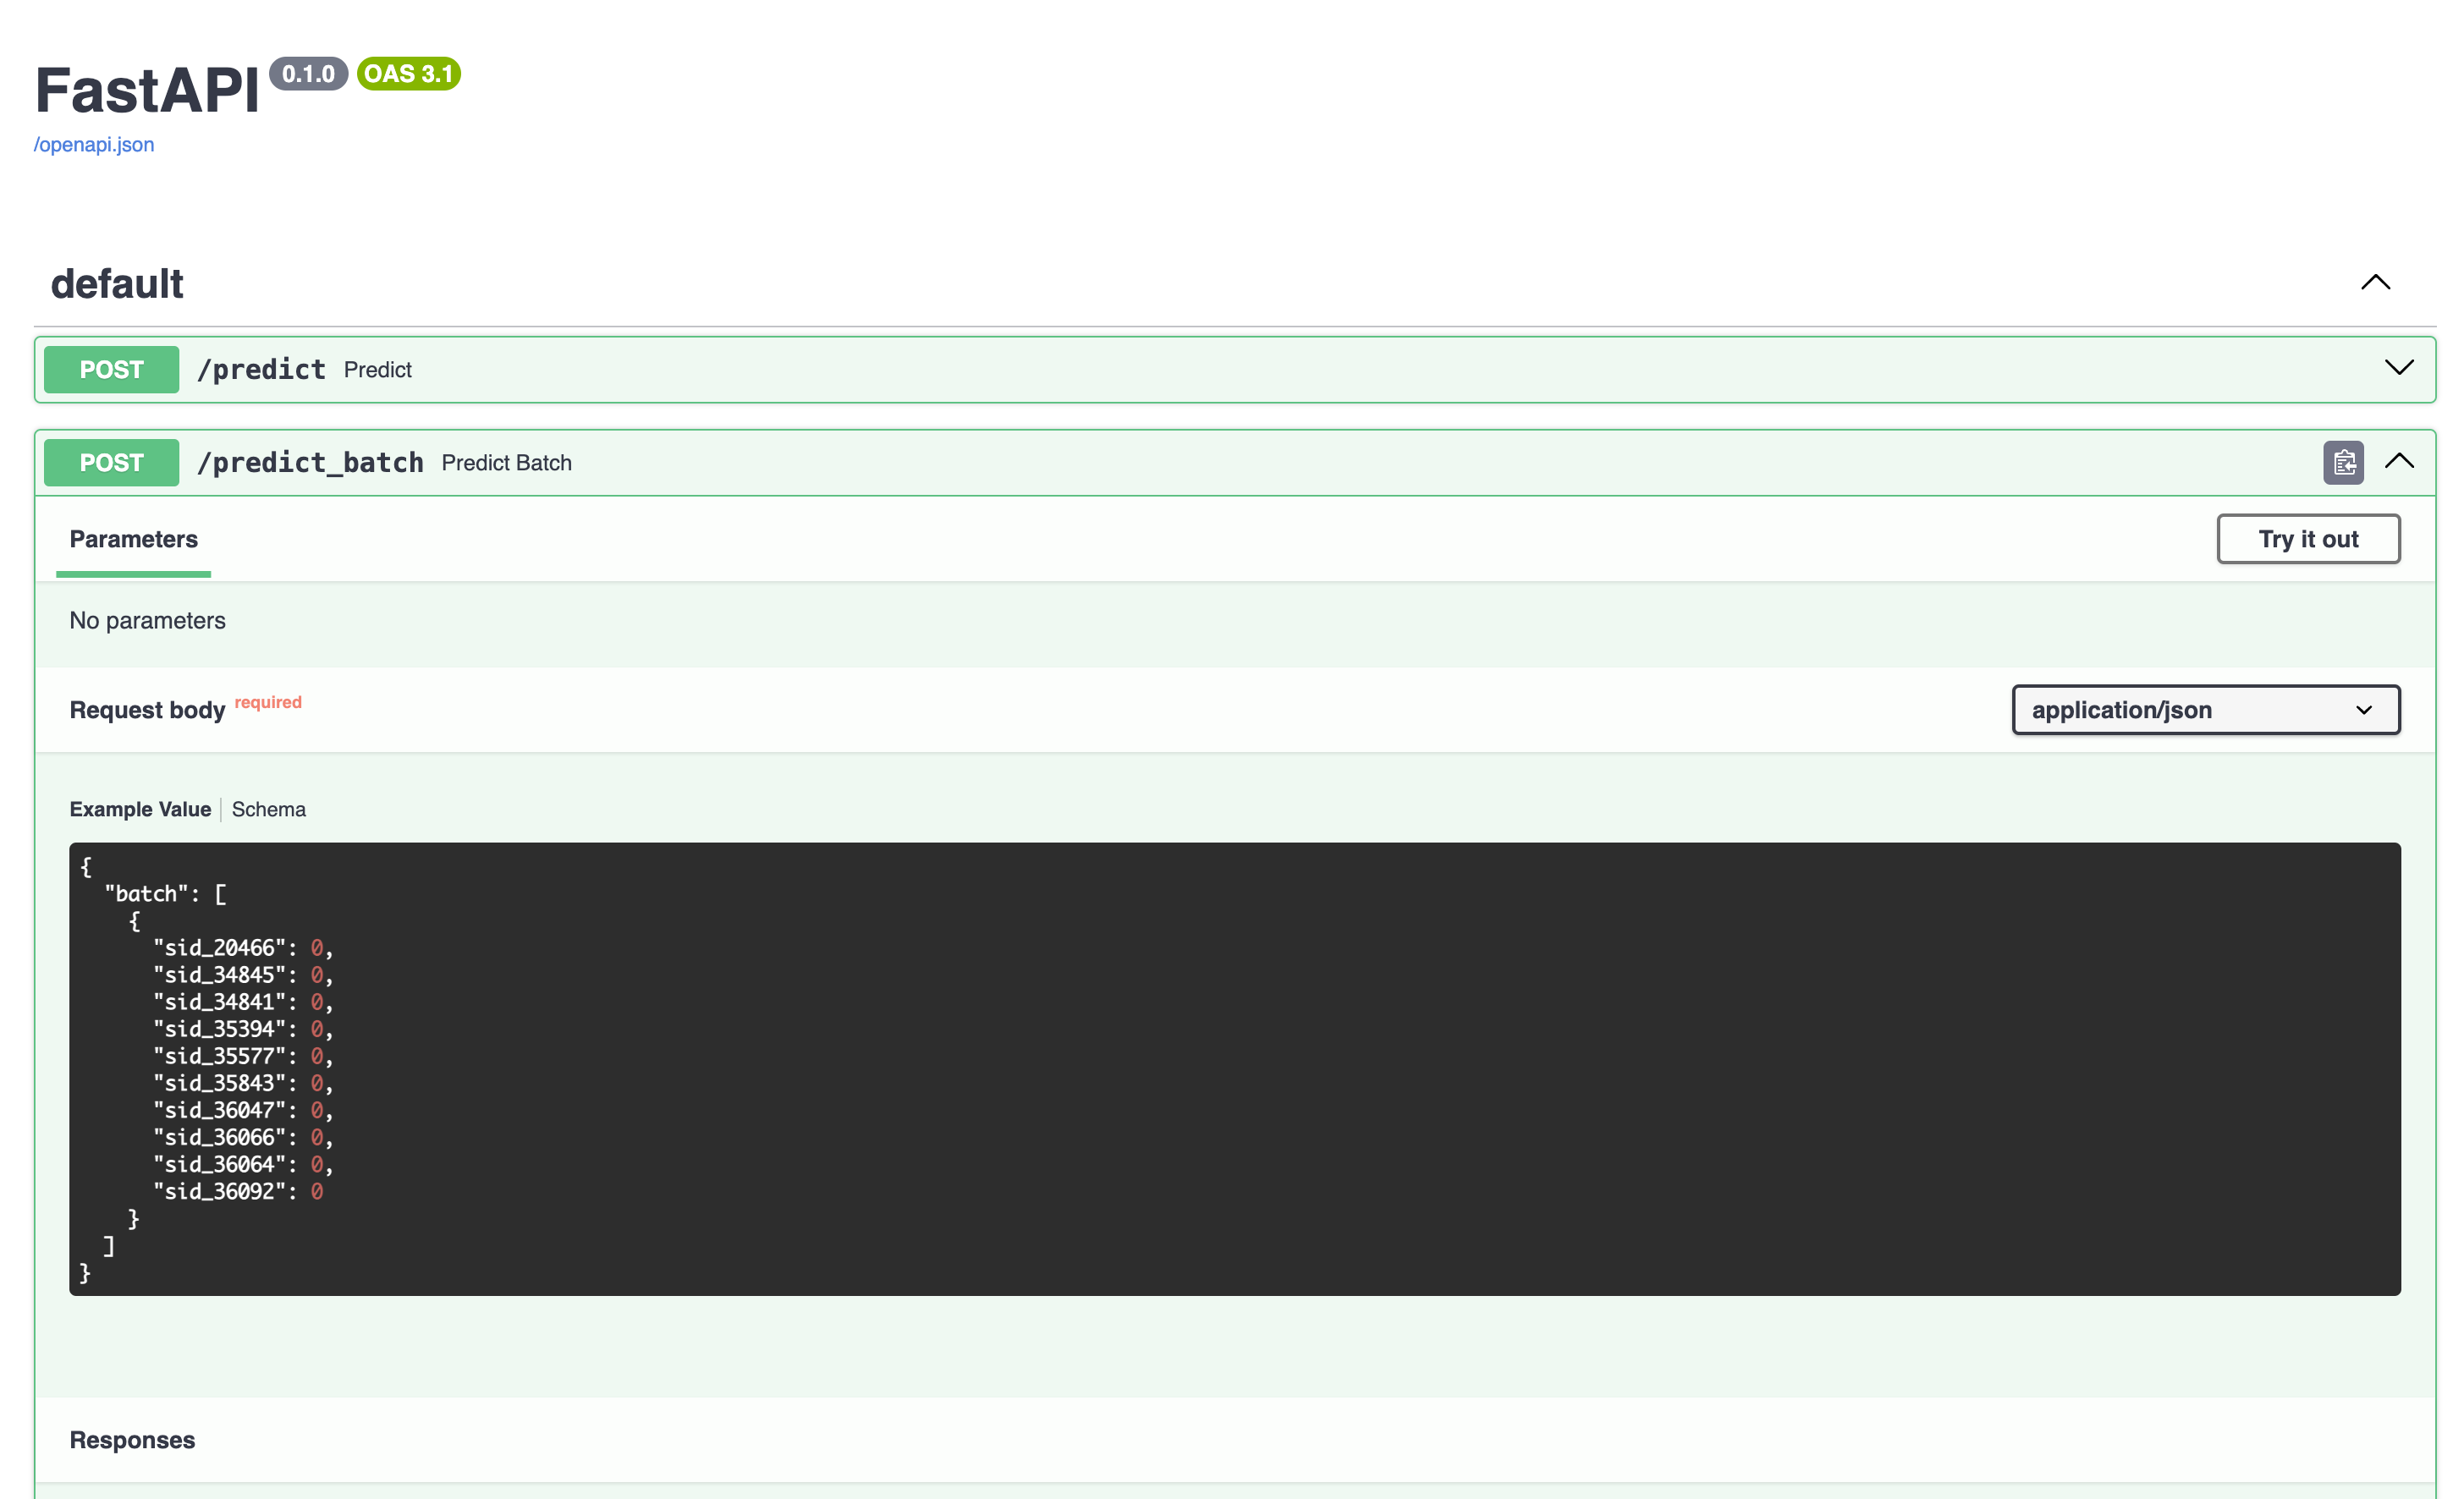 FastAPI 0.1.0 OAS 3.1
/openapi.json
default
POST /predict Predict
POST /predict_batch Predict Batch
Parameters Try it out
No parameters
Request body required application/json
Example Value Schema
{
  "batch": [
    {
      "sid_20466": 0,
      "sid_34845": 0,
      "sid_34841": 0,
      "sid_35394": 0,
      "sid_35577": 0,
      "sid_35843": 0,
      "sid_36047": 0,
      "sid_36066": 0,
      "sid_36064": 0,
      "sid_36092": 0
    }
  ]
}
Responses